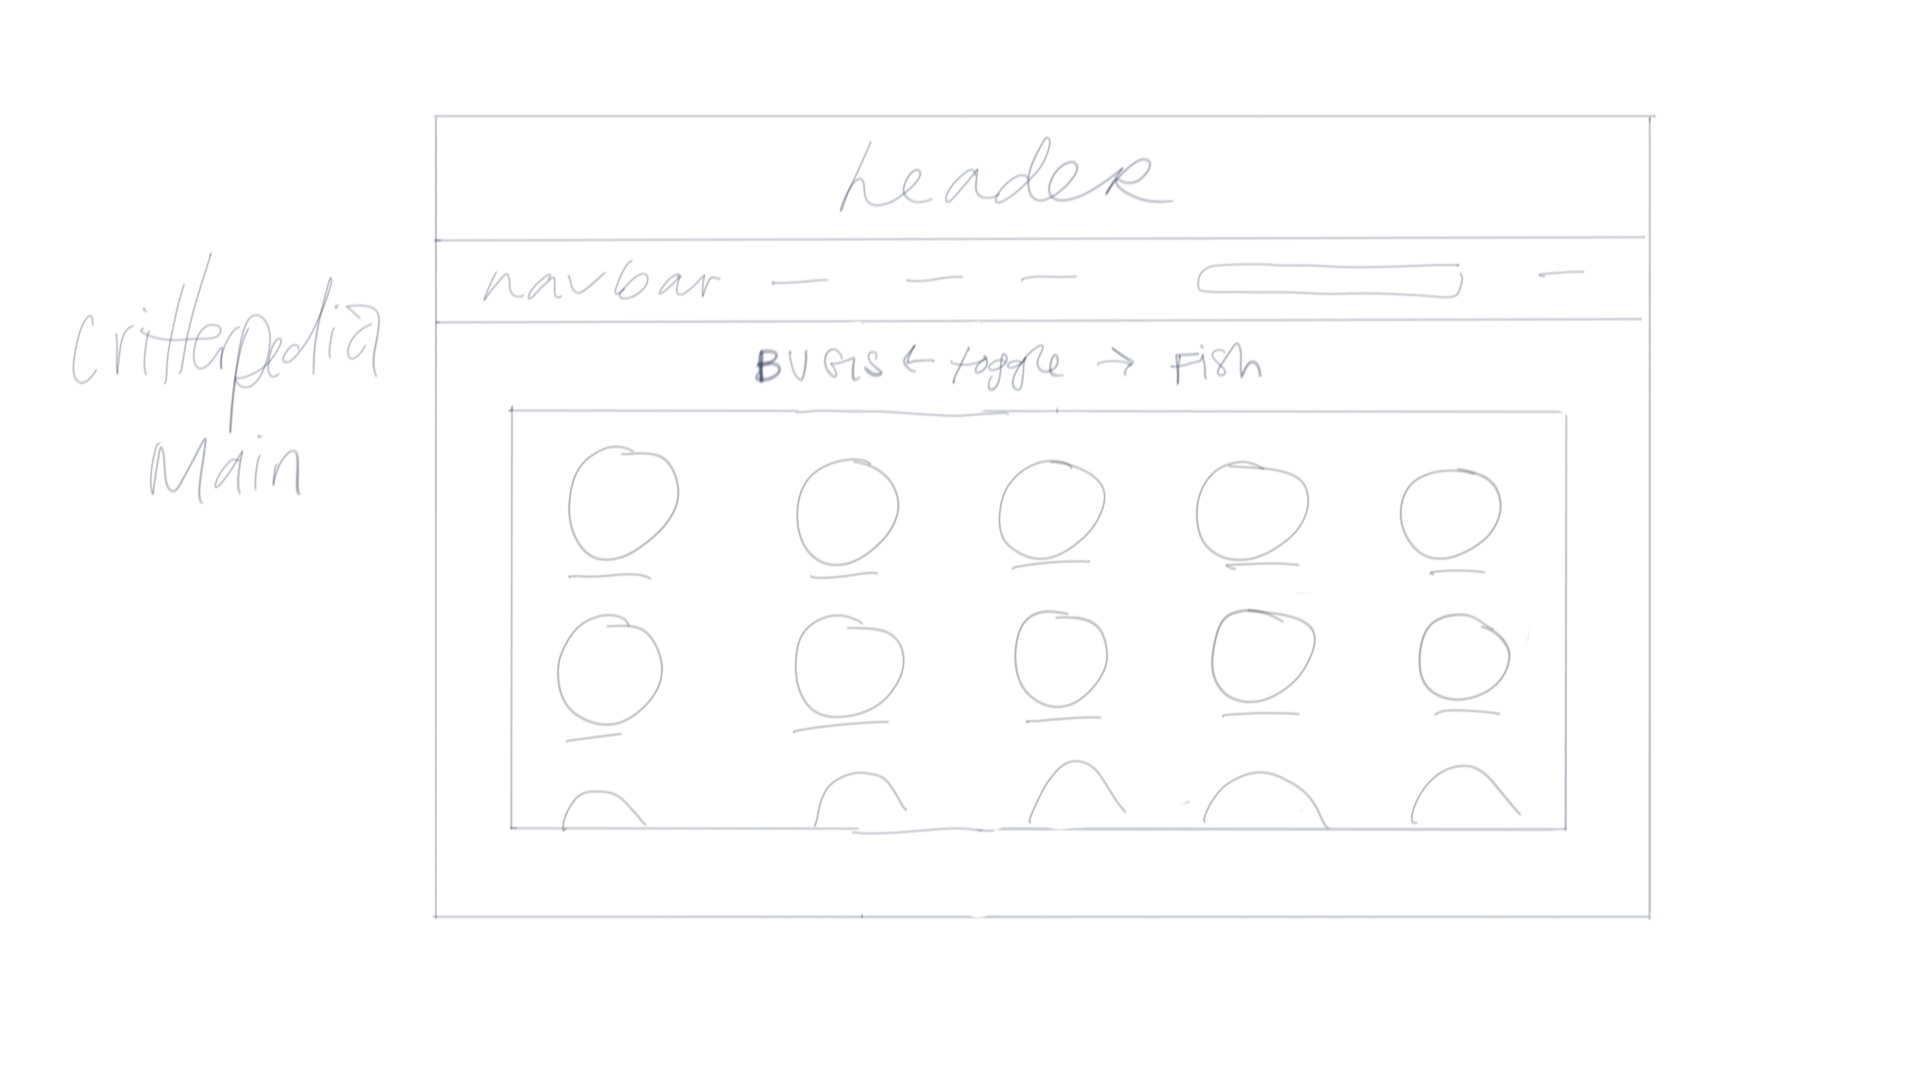 header
navbar
BUGS ← toggle → Fish
Critterpedia
Main